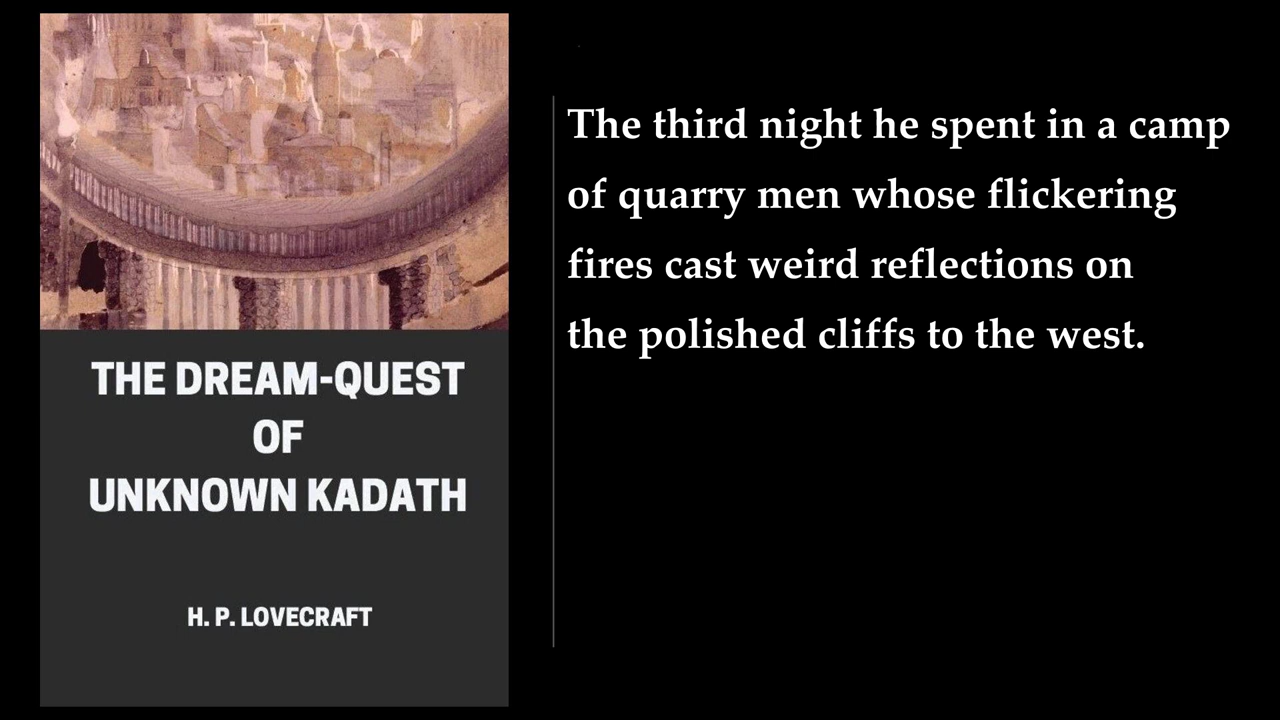 THE DREAM-QUEST
OF
UNKNOWN KADATH
H. P. LOVECRAFT
The third night he spent in a camp
of quarry men whose flickering
fires cast weird reflections on
the polished cliffs to the west.